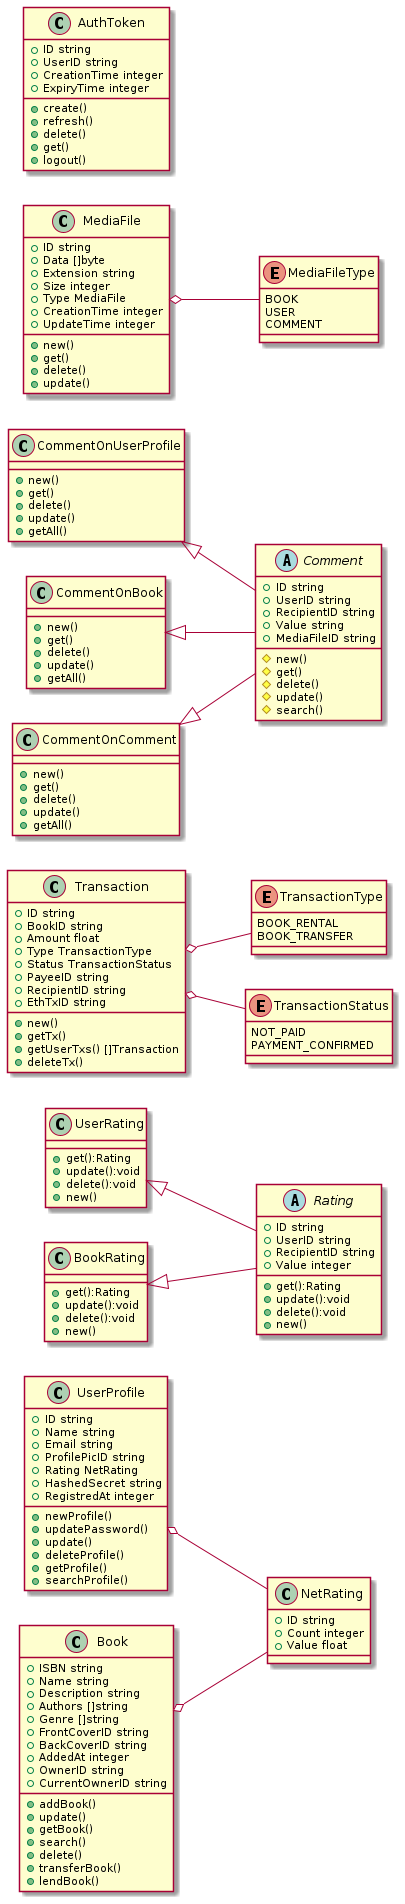 C AuthToken
ID string
UserID string
CreationTime integer
ExpiryTime integer
create()
refresh()
delete()
get()
logout()
C MediaFile
ID string
Data []byte
Extension string
Size integer
Type MediaFile
CreationTime integer
UpdateTime integer
new()
get()
delete()
update()
E MediaFileType
BOOK
USER
COMMENT
C CommentOnUserProfile
new()
get()
delete()
update()
getAll()
C CommentOnBook
new()
get()
delete()
update()
getAll()
C CommentOnComment
new()
get()
delete()
update()
getAll()
A Comment
ID string
UserID string
RecipientID string
Value string
MediaFileID string
new()
get()
delete()
update()
search()
C Transaction
ID string
BookID string
Amount float
Type TransactionType
Status TransactionStatus
PayeeID string
RecipientID string
EthTxID string
new()
getTx()
getUserTxs() []Transaction
deleteTx()
E TransactionType
BOOK_RENTAL
BOOK_TRANSFER
E TransactionStatus
NOT_PAID
PAYMENT_CONFIRMED
C UserRating
get():Rating
update():void
delete():void
new()
C BookRating
get():Rating
update():void
delete():void
new()
A Rating
ID string
UserID string
RecipientID string
Value integer
get():Rating
update():void
delete():void
new()
C UserProfile
ID string
Name string
Email string
ProfilePicID string
Rating NetRating
HashedSecret string
RegistredAt integer
newProfile()
updatePassword()
update()
deleteProfile()
getProfile()
searchProfile()
C NetRating
ID string
Count integer
Value float
C Book
ISBN string
Name string
Description string
Authors []string
Genre []string
FrontCoverID string
BackCoverID string
AddedAt integer
OwnerID string
CurrentOwnerID string
addBook()
update()
getBook()
search()
delete()
transferBook()
lendBook()